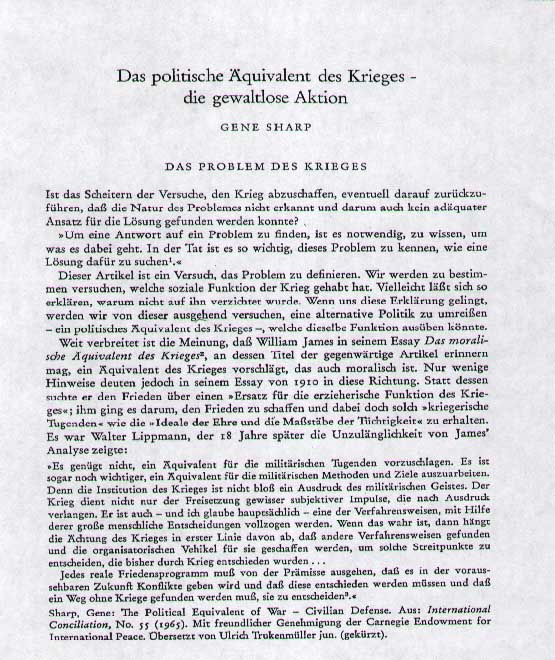 Das politische Äquivalent des Krieges -
die gewaltlose Aktion
GENE SHARP
DAS PROBLEM DES KRIEGES
Ist das Scheitern der Versuche, den Krieg abzuschaffen, eventuell darauf zurückzu-
führen, daß die Natur des Problemes nicht erkannt und darum auch kein adäquater
Ansatz für die Lösung gefunden werden konnte?
»Um eine Antwort auf ein Problem zu finden, ist es notwendig, zu wissen, um
was es dabei geht. In der Tat ist es so wichtig, dieses Problem zu kennen, wie eine
Lösung dafür zu suchen¹.«
Dieser Artikel ist ein Versuch, das Problem zu definieren. Wir werden zu bestim-
men versuchen, welche soziale Funktion der Krieg gehabt hat. Vielleicht läßt sich so
erklären, warum nicht auf ihn verzichtet wurde. Wenn uns diese Erklärung gelingt,
werden wir von dieser ausgehend versuchen, eine alternative Politik zu umreißen
– ein politisches Äquivalent des Krieges –, welche dieselbe Funktion ausüben könnte.
Weit verbreitet ist die Meinung, daß William James in seinem Essay Das morali-
sche Äquivalent des Krieges², an dessen Titel der gegenwärtige Artikel erinnern
mag, ein Äquivalent des Krieges vorschlägt, das auch moralisch ist. Nur wenige
Hinweise deuten jedoch in seinem Essay von 1910 in diese Richtung. Statt dessen
suchte er den Frieden über einen »Ersatz für die erzieherische Funktion des Krie-
ges«; ihm ging es darum, den Frieden zu schaffen und dabei doch solch »kriegerische
Tugenden« wie die »Ideale der Ehre und die Maßstäbe der Tüchtigkeit« zu erhalten.
Es war Walter Lippmann, der 18 Jahre später die Unzulänglichkeit von James'
Analyse zeigte:
»Es genügt nicht, ein Äquivalent für die militärischen Tugenden vorzuschlagen. Es ist
sogar noch wichtiger, ein Äquivalent für die militärischen Methoden und Ziele auszuarbeiten.
Denn die Institution des Krieges ist nicht bloß ein Ausdruck des militärischen Geistes. Der
Krieg dient nicht nur der Freisetzung gewisser subjektiver Impulse, die nach Ausdruck
verlangen. Er ist auch – und ich glaube hauptsächlich – eine der Verfahrensweisen, mit Hilfe
derer große menschliche Entscheidungen vollzogen werden. Wenn das wahr ist, dann hängt
die Ächtung des Krieges in erster Linie davon ab, daß andere Verfahrensweisen gefunden
und die organisatorischen Vehikel für sie geschaffen werden, um solche Streitpunkte zu
entscheiden, die bisher durch Krieg entschieden wurden ...
Jedes reale Friedensprogramm muß von der Prämisse ausgehen, daß es in der voraus-
sehbaren Zukunft Konflikte geben wird und daß diese entschieden werden müssen und daß
ein Weg ohne Kriege gefunden werden muß, sie zu entscheiden³.«
Sharp, Gene: The Political Equivalent of War – Civilian Defense. Aus: International
Conciliation, No. 55 (1965). Mit freundlicher Genehmigung der Carnegie Endowment for
International Peace. Übersetzt von Ulrich Trukenmüller jun. (gekürzt).